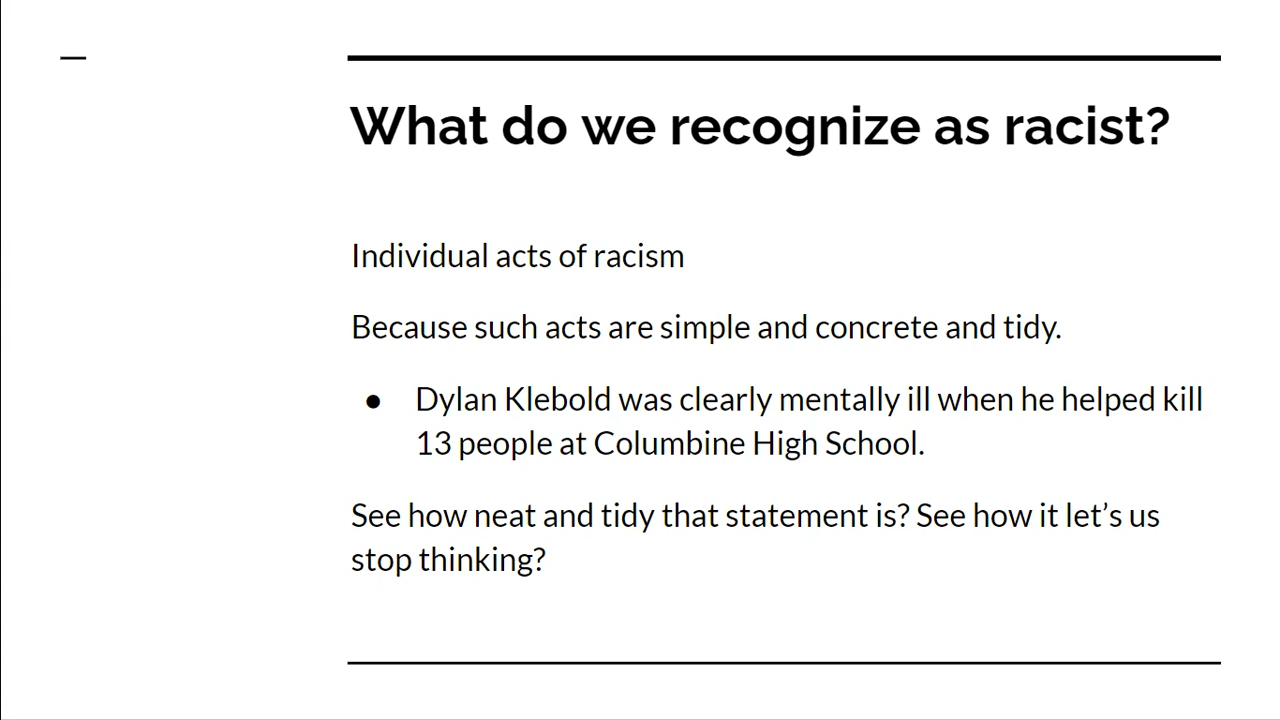 What do we recognize as racist?
Individual acts of racism
Because such acts are simple and concrete and tidy.
● Dylan Klebold was clearly mentally ill when he helped kill
13 people at Columbine High School.
See how neat and tidy that statement is? See how it let’s us
stop thinking?